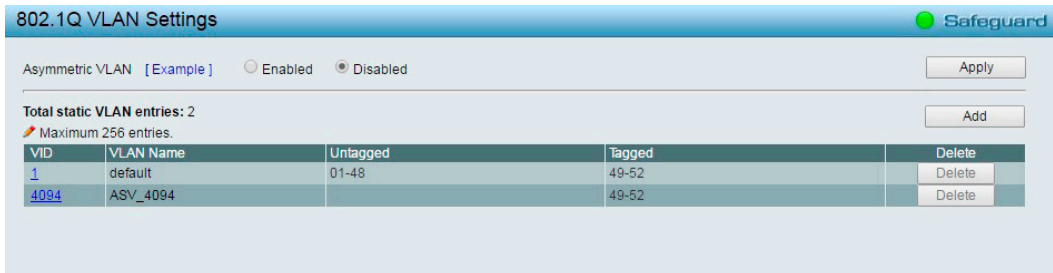 802.1Q VLAN Settings Safeguard
Asymmetric VLAN [ Example ] Enabled Disabled Apply
Total static VLAN entries: 2 Add
Maximum 256 entries.
VID VLAN Name Untagged Tagged Delete
1 default 01-48 49-52 Delete
4094 ASV_4094 49-52 Delete